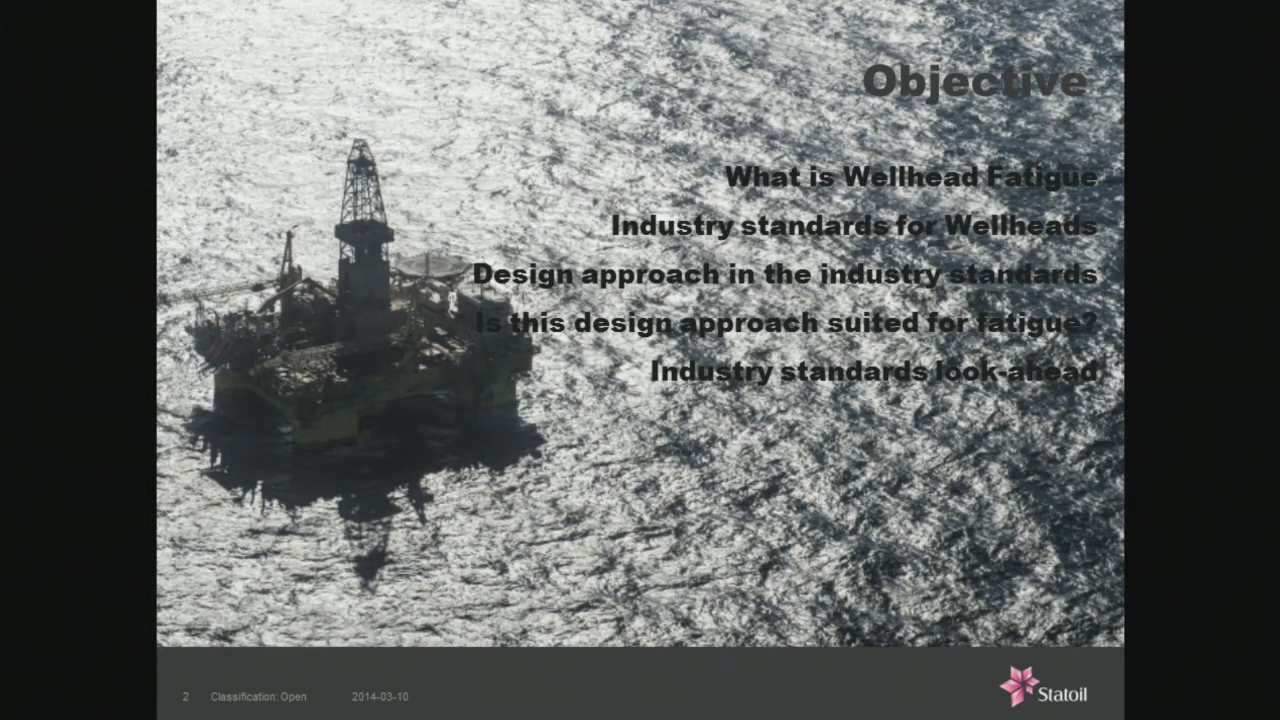 Objective
What is Wellhead Fatigue
Industry standards for Wellheads
Design approach in the industry standards
Is this design approach suited for fatigue?
Industry standards look-ahead
2 Classification: Open 2014-03-10
Statoil